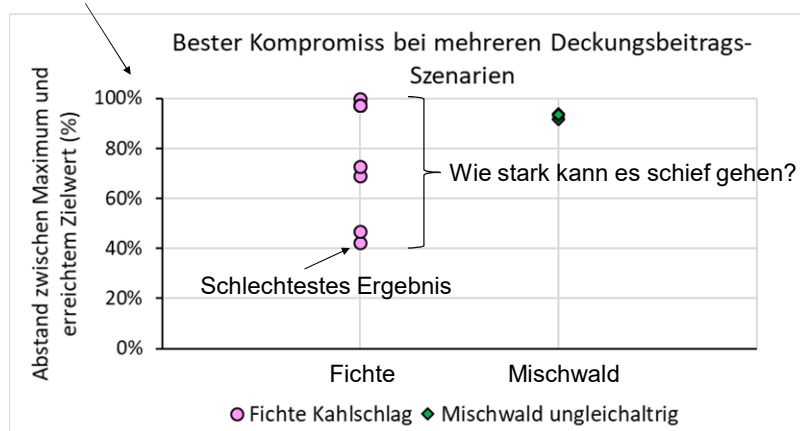 Bester Kompromiss bei mehreren Deckungsbeitrags-
Szenarien
Abstand zwischen Maximum und
erreichtem Zielwert (%)
100%
80%
60%
40%
20%
0%
Wie stark kann es schief gehen?
Schlechtestes Ergebnis
Fichte
Mischwald
Fichte Kahlschlag
Mischwald ungleichaltrig